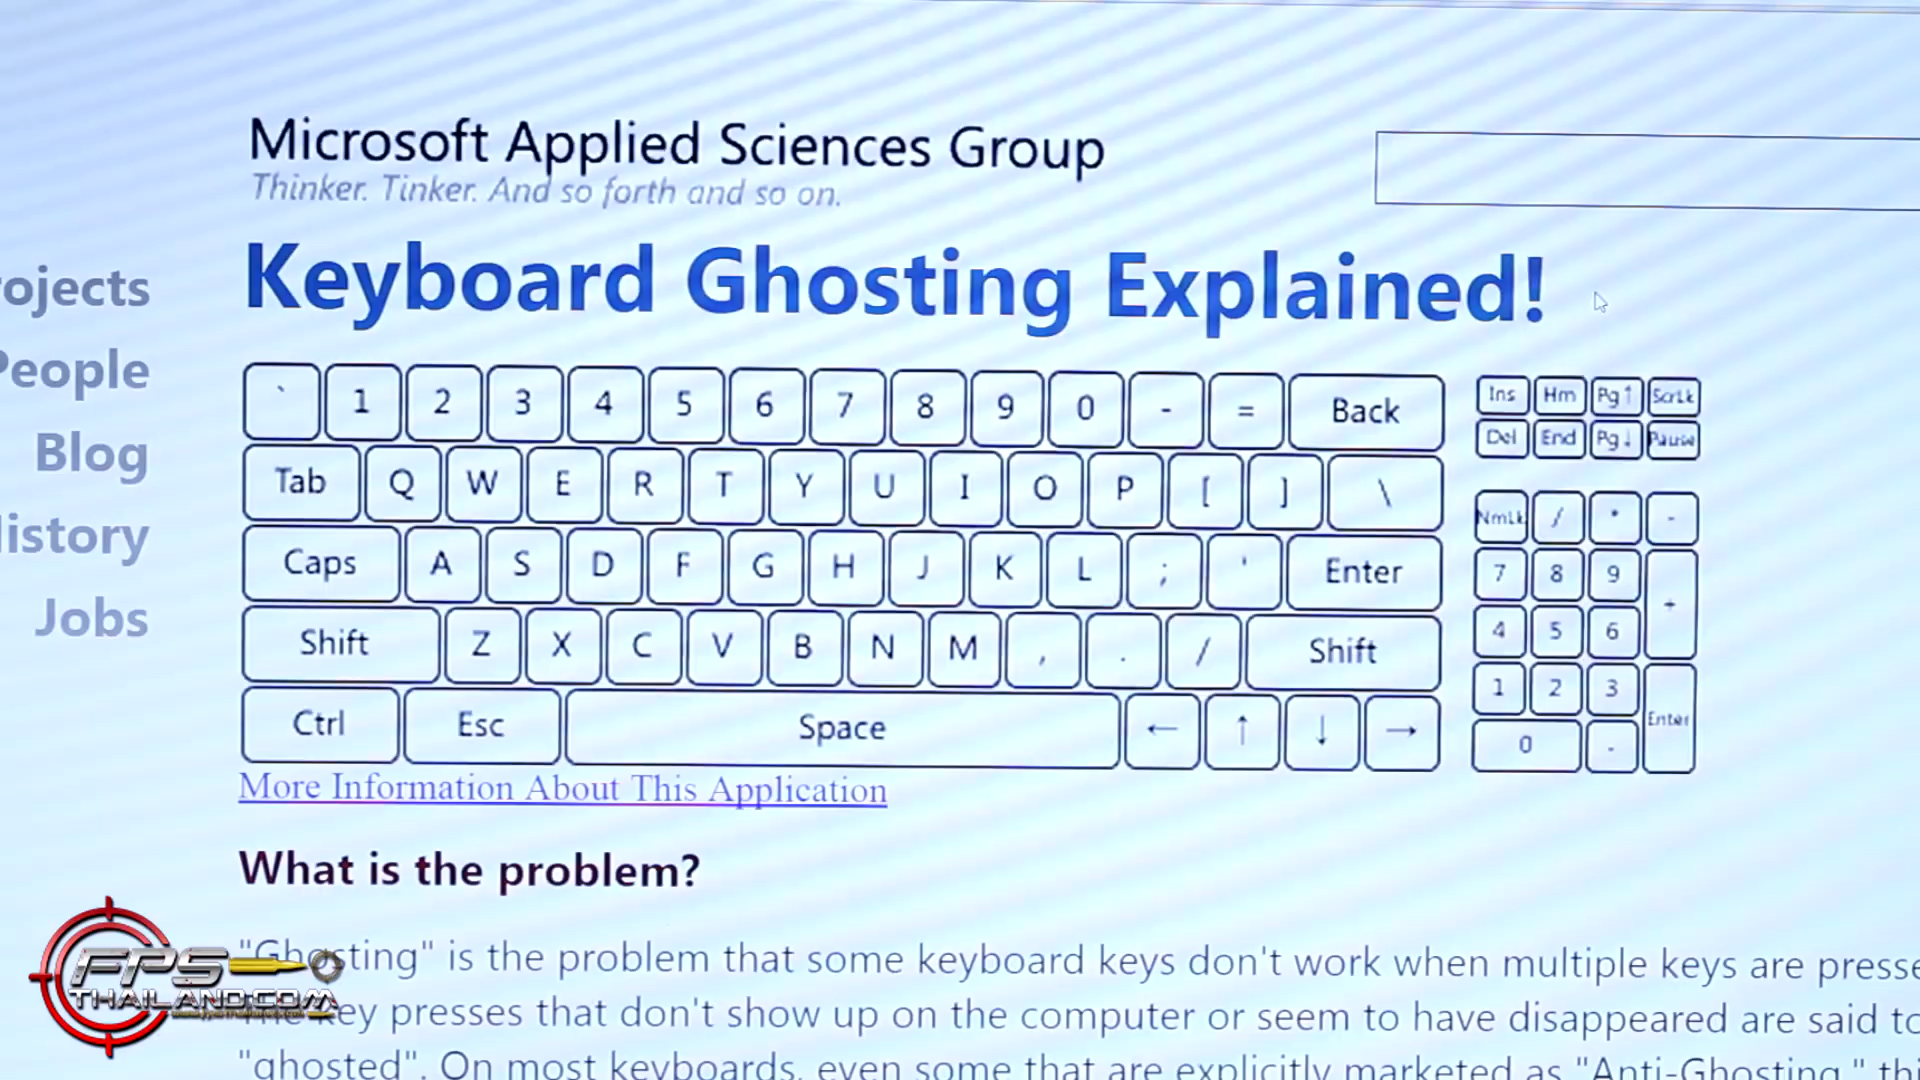 Microsoft Applied Sciences Group
Thinker. Tinker. And so forth and so on.
Keyboard Ghosting Explained!
ojects
People
Blog
istory
Jobs
` 1 2 3 4 5 6 7 8 9 0 - = Back
Tab Q W E R T Y U I O P [ ] \
Caps A S D F G H J K L ; ' Enter
Shift Z X C V B N M , . / Shift
Ctrl Esc Space ← ↑ ↓ →
Ins Hm Pg↑ ScrLk
Del End Pg↓ Pause
NmLk / * -
7 8 9 +
4 5 6
1 2 3 Enter
0 .
More Information About This Application
What is the problem?
"Ghosting" is the problem that some keyboard keys don't work when multiple keys are presse
key presses that don't show up on the computer or seem to have disappeared are said to
"ghosted". On most keyboards, even some that are explicitly marketed as "Anti-Ghosting," thi
FPS
THAILAND.COM